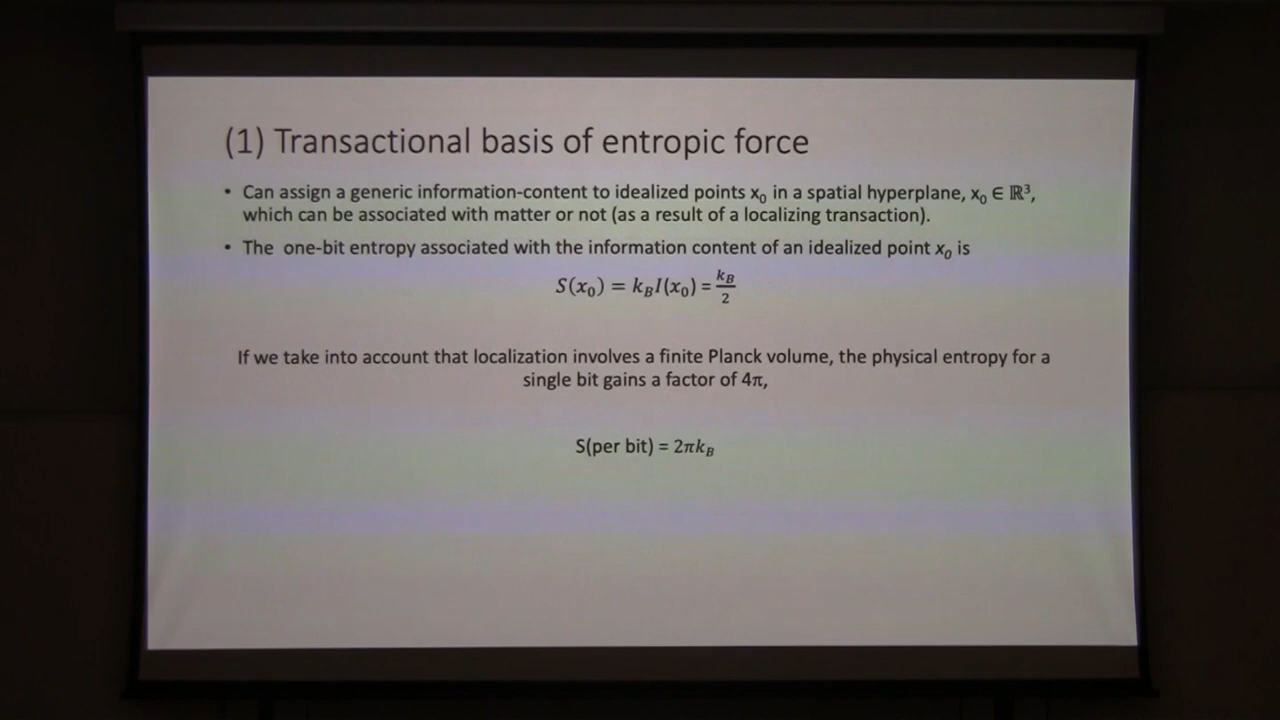 (1) Transactional basis of entropic force
• Can assign a generic information-content to idealized points x₀ in a spatial hyperplane, x₀ ∈ ℝ³,
which can be associated with matter or not (as a result of a localizing transaction).
• The one-bit entropy associated with the information content of an idealized point x₀ is
S(x₀) = k_B I(x₀) = k_B/2
If we take into account that localization involves a finite Planck volume, the physical entropy for a
single bit gains a factor of 4π,
S(per bit) = 2πk_B